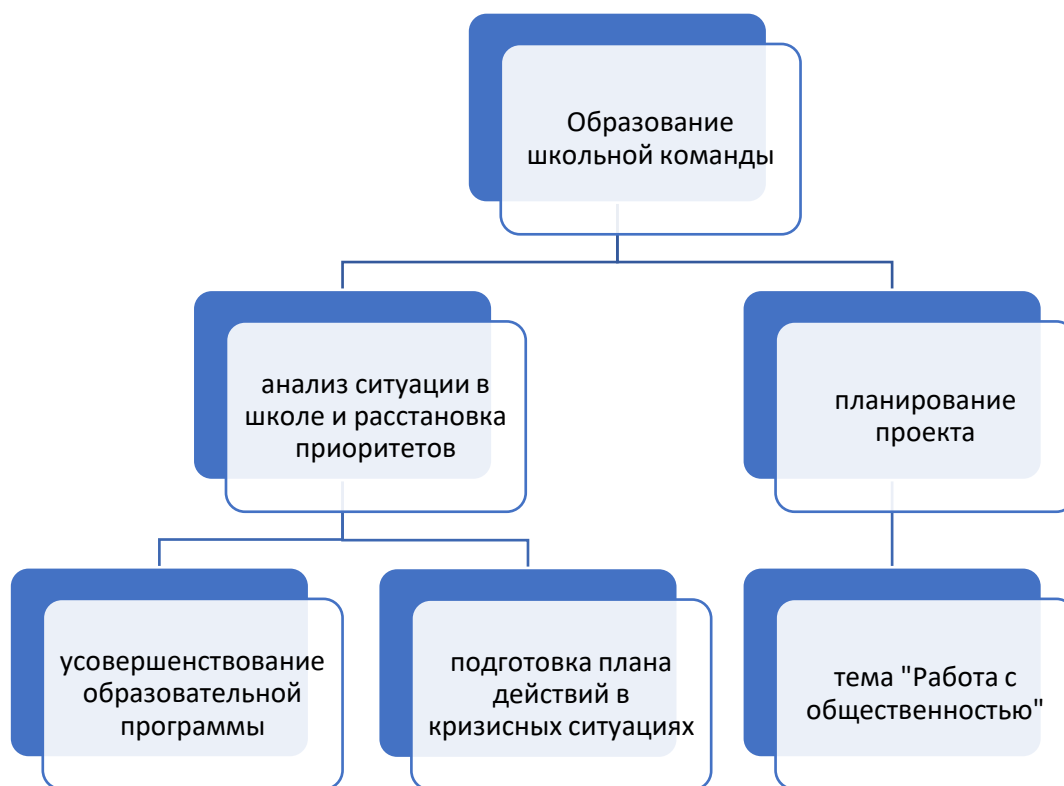 Образование
школьной команды
анализ ситуации в
школе и расстановка
приоритетов
планирование
проекта
усовершенствование
образовательной
программы
подготовка плана
действий в
кризисных ситуациях
тема "Работа с
общественностью"